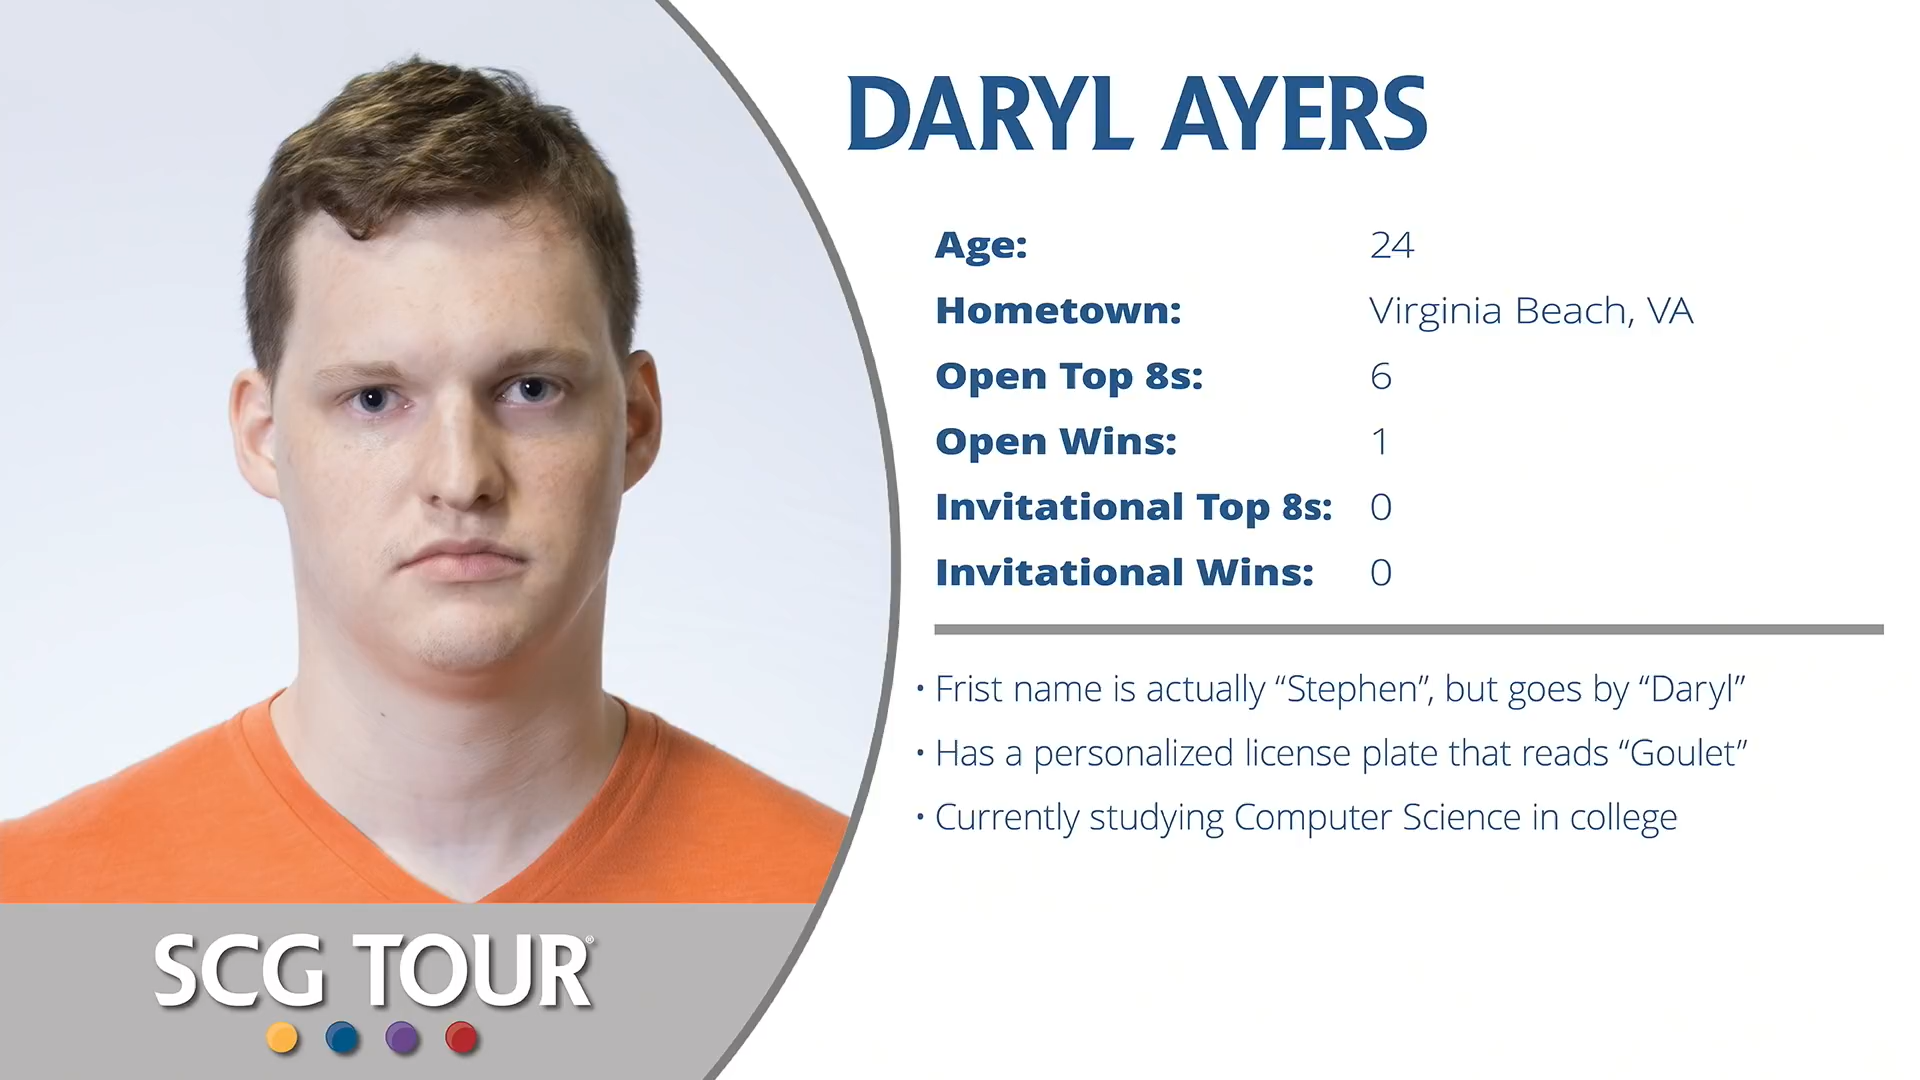 DARYL AYERS
Age: 24
Hometown: Virginia Beach, VA
Open Top 8s: 6
Open Wins: 1
Invitational Top 8s: 0
Invitational Wins: 0
• Frist name is actually “Stephen”, but goes by “Daryl”
• Has a personalized license plate that reads “Goulet”
• Currently studying Computer Science in college
SCG TOUR®